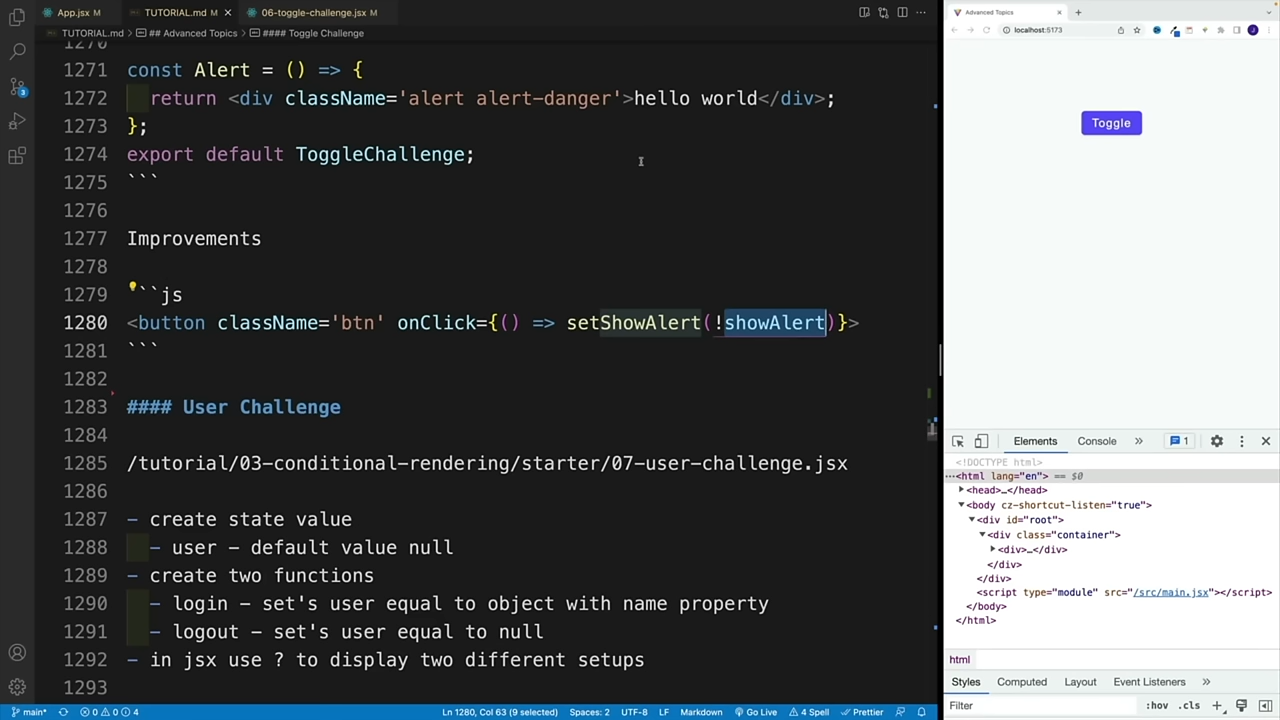 App.jsx M
TUTORIAL.md M
06-toggle-challenge.jsx M
TUTORIAL.md > ## Advanced Topics > #### Toggle Challenge
1270
1271 const Alert = () => {
1272 return <div className='alert alert-danger'>hello world</div>;
1273 };
1274 export default ToggleChallenge;
1275 ```
1276
1277 Improvements
1278
1279 ```js
1280 <button className='btn' onClick={() => setShowAlert(!showAlert)}>
1281 ```
1282
1283 #### User Challenge
1284
1285 /tutorial/03-conditional-rendering/starter/07-user-challenge.jsx
1286
1287 - create state value
1288 - user - default value null
1289 - create two functions
1290 - login - set's user equal to object with name property
1291 - logout - set's user equal to null
1292 - in jsx use ? to display two different setups
1293
3
main* 0 0 4 Ln 1280, Col 63 (9 selected) Spaces: 2 UTF-8 LF Markdown Go Live 4 Spell Prettier
Advanced Topics
localhost:5173
J
Toggle
Elements Console » 1
<!DOCTYPE html>
<html lang="en"> == $0
<head>…</head>
<body cz-shortcut-listen="true">
<div id="root">
<div class="container">
<div>…</div>
</div>
</div>
<script type="module" src="/src/main.jsx"></script>
</body>
</html>
html
Styles Computed Layout Event Listeners »
Filter :hov .cls +